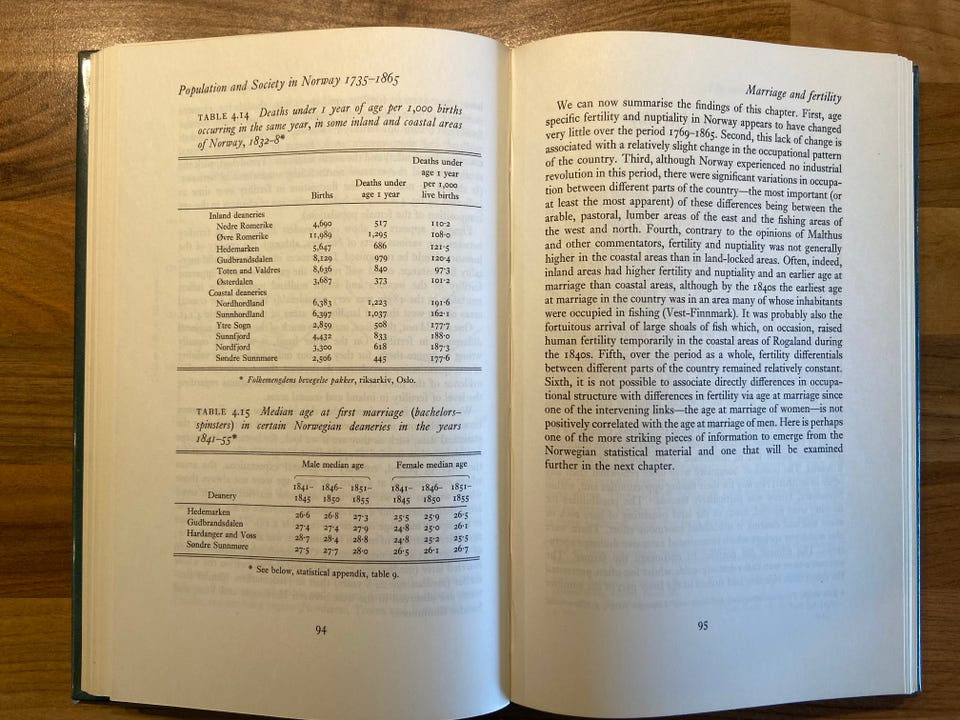 Population and Society in Norway 1735–1865
TABLE 4.14 Deaths under 1 year of age per 1,000 births
occurring in the same year, in some inland and coastal areas
of Norway, 1832–8*
Deaths under
age 1 year
Deaths under per 1,000
Births age 1 year live births
Inland deaneries
Nedre Romerike 4,690 517 110·2
Øvre Romerike 11,989 1,295 108·0
Hedemarken 5,647 686 121·5
Gudbrandsdalen 8,129 979 120·4
Toten and Valdres 8,636 840 97·3
Østerdalen 3,687 373 101·2
Coastal deaneries
Nordhordland 6,383 1,223 191·6
Sunnhordland 6,397 1,037 162·1
Ytre Sogn 2,859 508 177·7
Sunnfjord 4,432 833 188·0
Nordfjord 3,300 618 187·3
Søndre Sunnmøre 2,506 445 177·6
* Folkemengdens bevegelse pakker, riksarkiv, Oslo.
TABLE 4.15 Median age at first marriage (bachelors–
spinsters) in certain Norwegian deaneries in the years
1841–55*
Male median age Female median age
1841– 1846– 1851– 1841– 1846– 1851–
Deanery 1845 1850 1855 1845 1850 1855
Hedemarken 26·6 26·8 27·3 25·5 25·9 26·5
Gudbrandsdalen 27·4 27·4 27·9 24·8 25·0 26·1
Hardanger and Voss 28·7 28·4 28·8 24·8 25·2 25·5
Søndre Sunnmøre 27·5 27·7 28·0 26·5 26·1 26·7
* See below, statistical appendix, table 9.
94
Marriage and fertility
We can now summarise the findings of this chapter. First, age
specific fertility and nuptiality in Norway appears to have changed
very little over the period 1769–1865. Second, this lack of change is
associated with a relatively slight change in the occupational pattern
of the country. Third, although Norway experienced no industrial
revolution in this period, there were significant variations in occupa-
tion between different parts of the country—the most important (or
at least the most apparent) of these differences being between the
arable, pastoral, lumber areas of the east and the fishing areas of
the west and north. Fourth, contrary to the opinions of Malthus
and other commentators, fertility and nuptiality was not generally
higher in the coastal areas than in land-locked areas. Often, indeed,
inland areas had higher fertility and nuptiality and an earlier age at
marriage than coastal areas, although by the 1840s the earliest age
at marriage in the country was in an area many of whose inhabitants
were occupied in fishing (Vest-Finnmark). It was probably also the
fortuitous arrival of large shoals of fish which, on occasion, raised
human fertility temporarily in the coastal areas of Rogaland during
the 1840s. Fifth, over the period as a whole, fertility differentials
between different parts of the country remained relatively constant.
Sixth, it is not possible to associate directly differences in occupa-
tional structure with differences in fertility via age at marriage since
one of the intervening links—the age at marriage of women—is not
positively correlated with the age at marriage of men. Here is perhaps
one of the more striking pieces of information to emerge from the
Norwegian statistical material and one that will be examined
further in the next chapter.
95